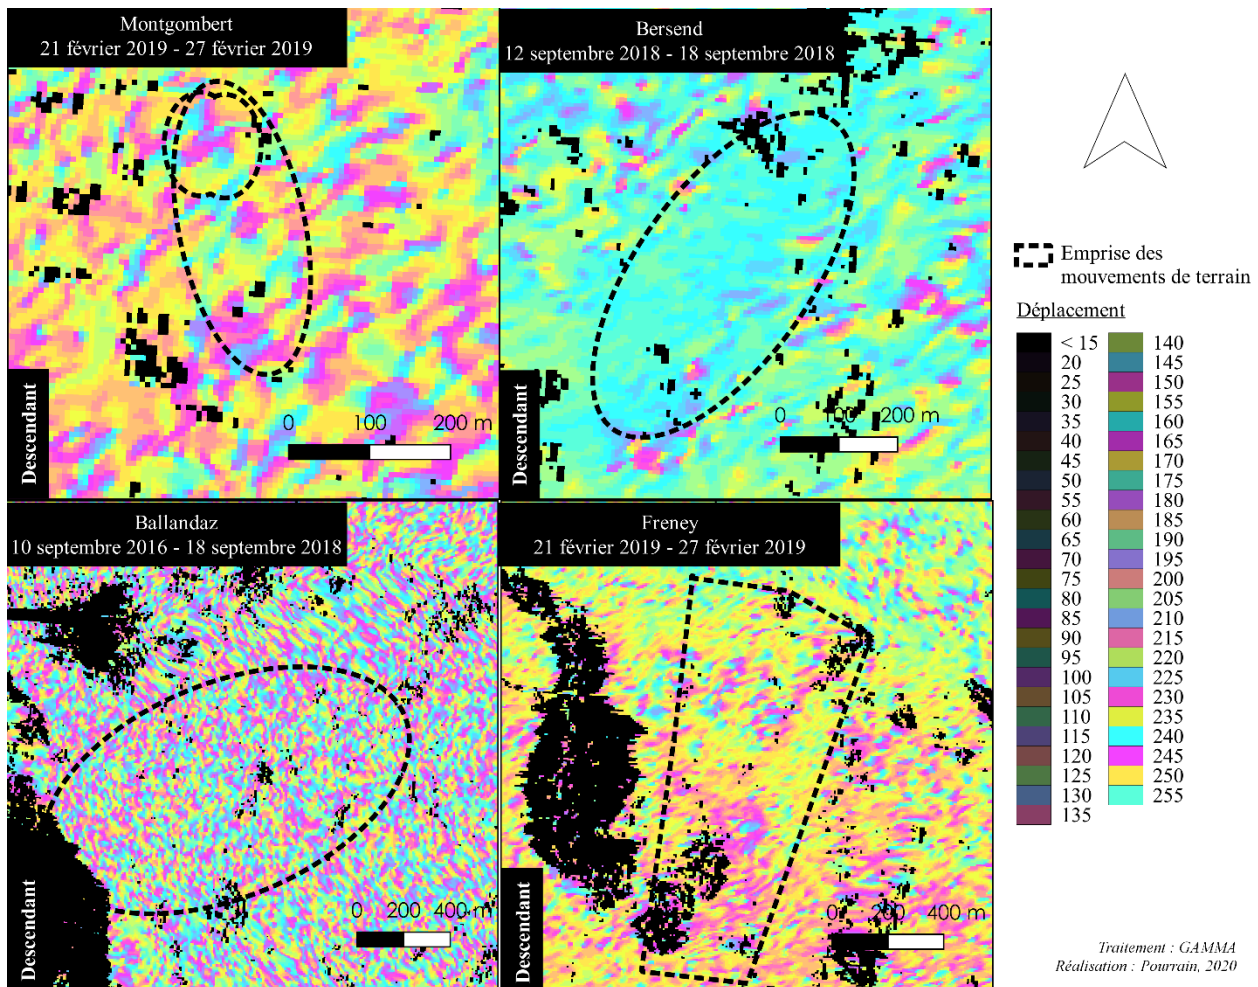 Montgombert
21 février 2019 - 27 février 2019
Bersend
12 septembre 2018 - 18 septembre 2018
Descendant
0 100 200 m
Descendant
0 100 200 m
Ballandaz
10 septembre 2016 - 18 septembre 2018
Freney
21 février 2019 - 27 février 2019
Descendant
0 200 400 m
Descendant
0 200 400 m
Emprise des
mouvements de terrain
Déplacement
< 15 140
20 145
25 150
30 155
35 160
40 165
45 170
50 175
55 180
60 185
65 190
70 195
75 200
80 205
85 210
90 215
95 220
100 225
105 230
110 235
115 240
120 245
125 250
130 255
135
Traitement : GAMMA
Réalisation : Pourrain, 2020